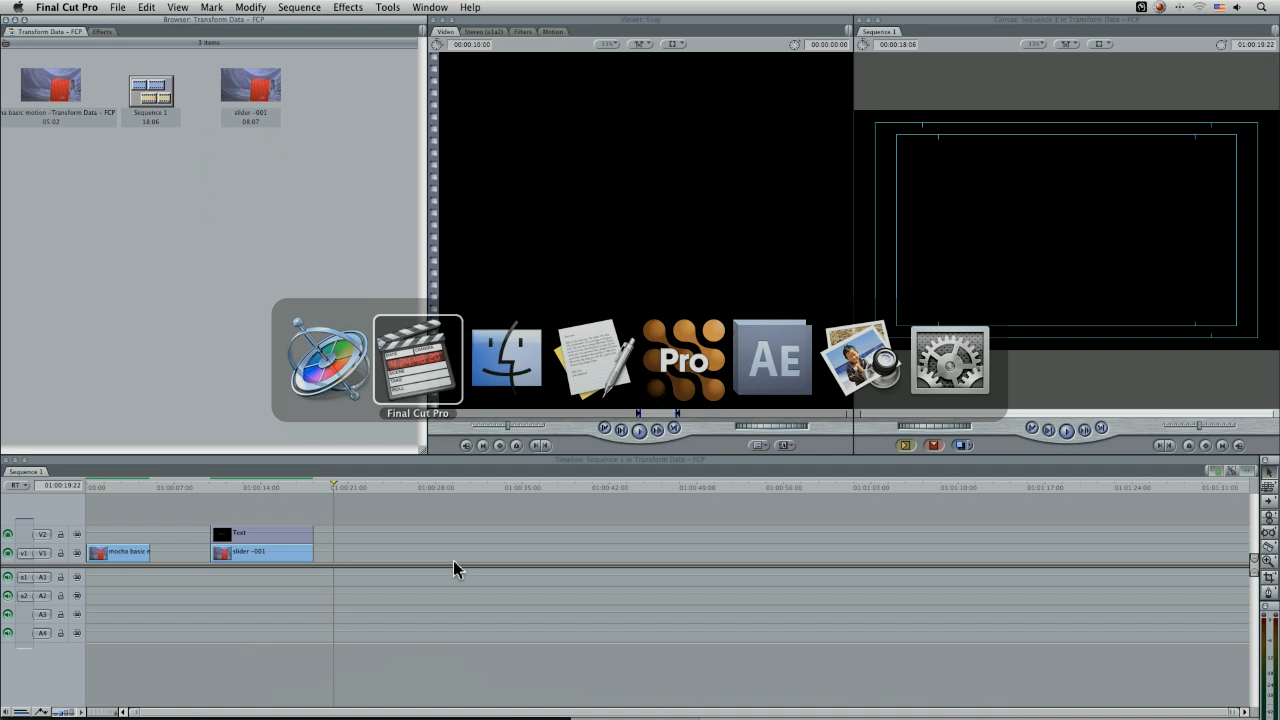 Final Cut Pro File Edit View Mark Modify Sequence Effects Tools Window Help
Browser: Transform Data - FCP
Viewer: Slug
Canvas: Sequence 1 in Transform Data - FCP
Transform Data - FCP Effects
Video Stereo (a1a2) Filters Motion
Sequence 1
3 items
00:00:10:00 33% 00:00:00:00
00:00:18:06 33% 01:00:19:22
ha basic motion -Transform Data - FCP
05:02
Sequence 1
18:06
slider -001
08:07
Pro
AE
Final Cut Pro
Timeline: Sequence 1 in Transform Data - FCP
Sequence 1
RT 01:00:19:22 00:00 01:00:07:00 01:00:14:00 01:00:21:00 01:00:28:00 01:00:35:00 01:00:42:00 01:00:49:00 01:00:56:00 01:01:03:00 01:01:10:00 01:01:17:00 01:01:24:00 01:01:31:00
V2 Text
v1 V1 mocha basic n slider -001
a1 A1
a2 A2
A3
A4